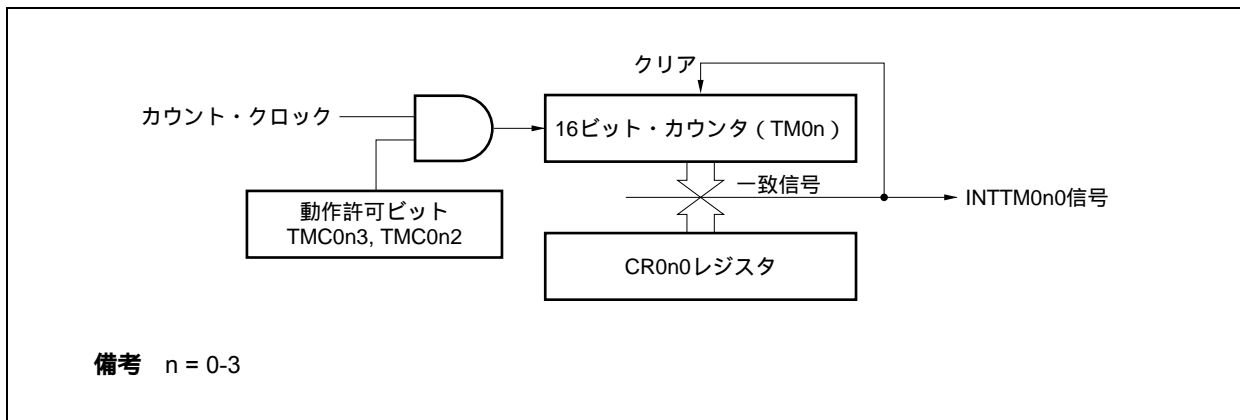 クリア
カウント・クロック
16ビット・カウンタ（TM0n）
一致信号
INTTM0n0信号
動作許可ビット
TMC0n3, TMC0n2
CR0n0レジスタ
備考 n = 0-3